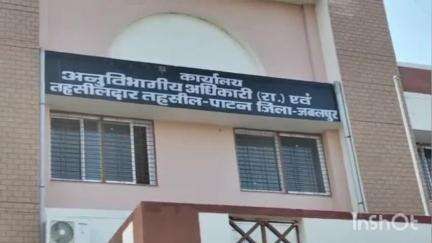 कार्यालय
अनुविभागीय अधिकारी (रा.) एवं
तहसीलदार तहसील-पाटन जिला-जबलपुर
InShot